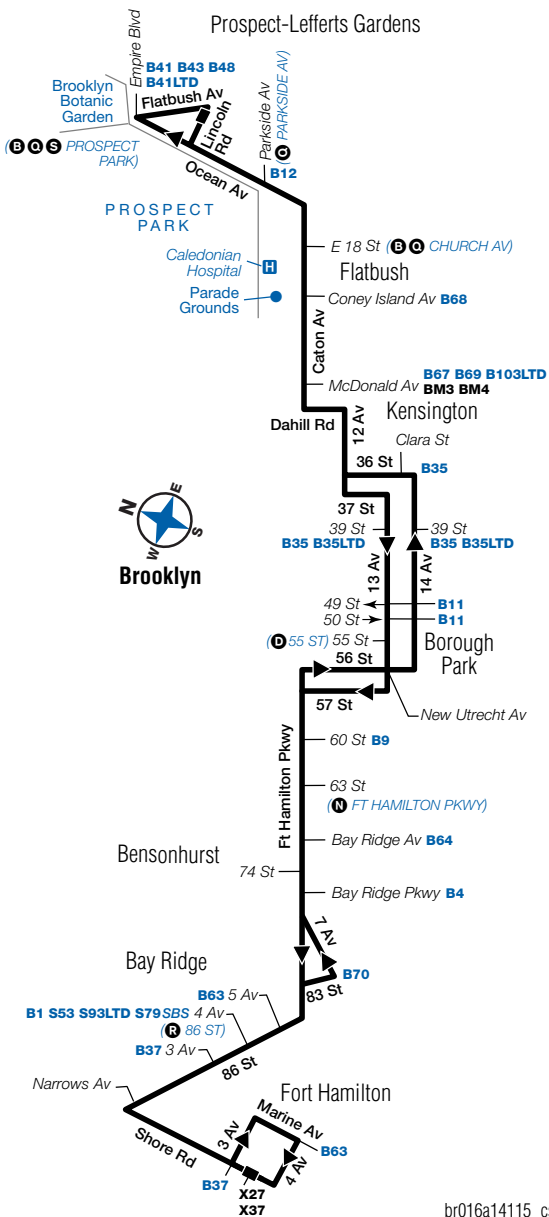 Prospect-Lefferts Gardens
Empire Blvd
B41 B43 B48
B41LTD
Flatbush Av
Lincoln
Rd
Brooklyn
Botanic
Garden
(B Q S PROSPECT
PARK)
Ocean Av
Parkside Av
(Q PARKSIDE AV)
B12
PROSPECT
PARK
E 18 St (B Q CHURCH AV)
Caledonian
Hospital
H
Flatbush
Parade
Grounds
Coney Island Av B68
Caton Av
McDonald Av
B67 B69 B103LTD
BM3 BM4
Kensington
Dahill Rd
12 Av
Clara St
36 St
B35
37 St
39 St
B35 B35LTD
39 St
B35 B35LTD
13 Av
14 Av
N
E
S
W
Brooklyn
49 St
B11
50 St
B11
(D 55 ST) 55 St
Borough
Park
56 St
57 St
New Utrecht Av
Ft Hamilton Pkwy
60 St B9
63 St
(N FT HAMILTON PKWY)
Bay Ridge Av B64
Bensonhurst
74 St
Bay Ridge Pkwy B4
7 Av
B70
83 St
Bay Ridge
B63 5 Av
B1 S53 S93LTD S79SBS 4 Av
(R 86 ST)
B37 3 Av
86 St
Narrows Av
Fort Hamilton
Marine Av
3 Av
B63
4 Av
Shore Rd
B37
X27
X37
br016a14115 c